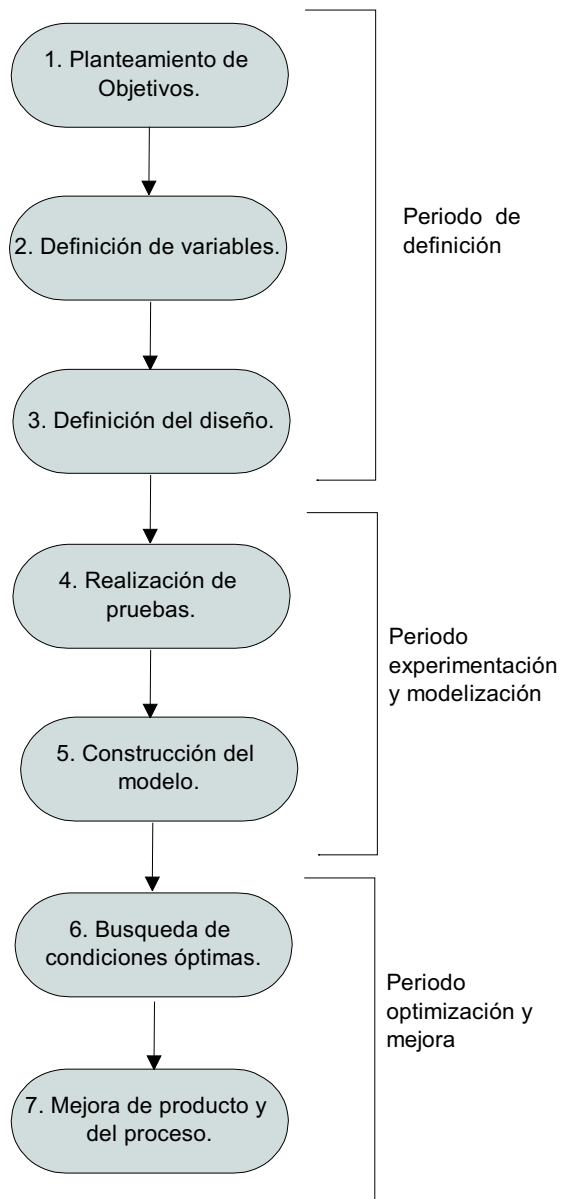 1. Planteamiento de
Objetivos.
2. Definición de variables.
Periodo de
definición
3. Definición del diseño.
4. Realización de
pruebas.
Periodo
experimentación
y modelización
5. Construcción del
modelo.
6. Busqueda de
condiciones óptimas.
Periodo
optimización y
mejora
7. Mejora de producto y
del proceso.